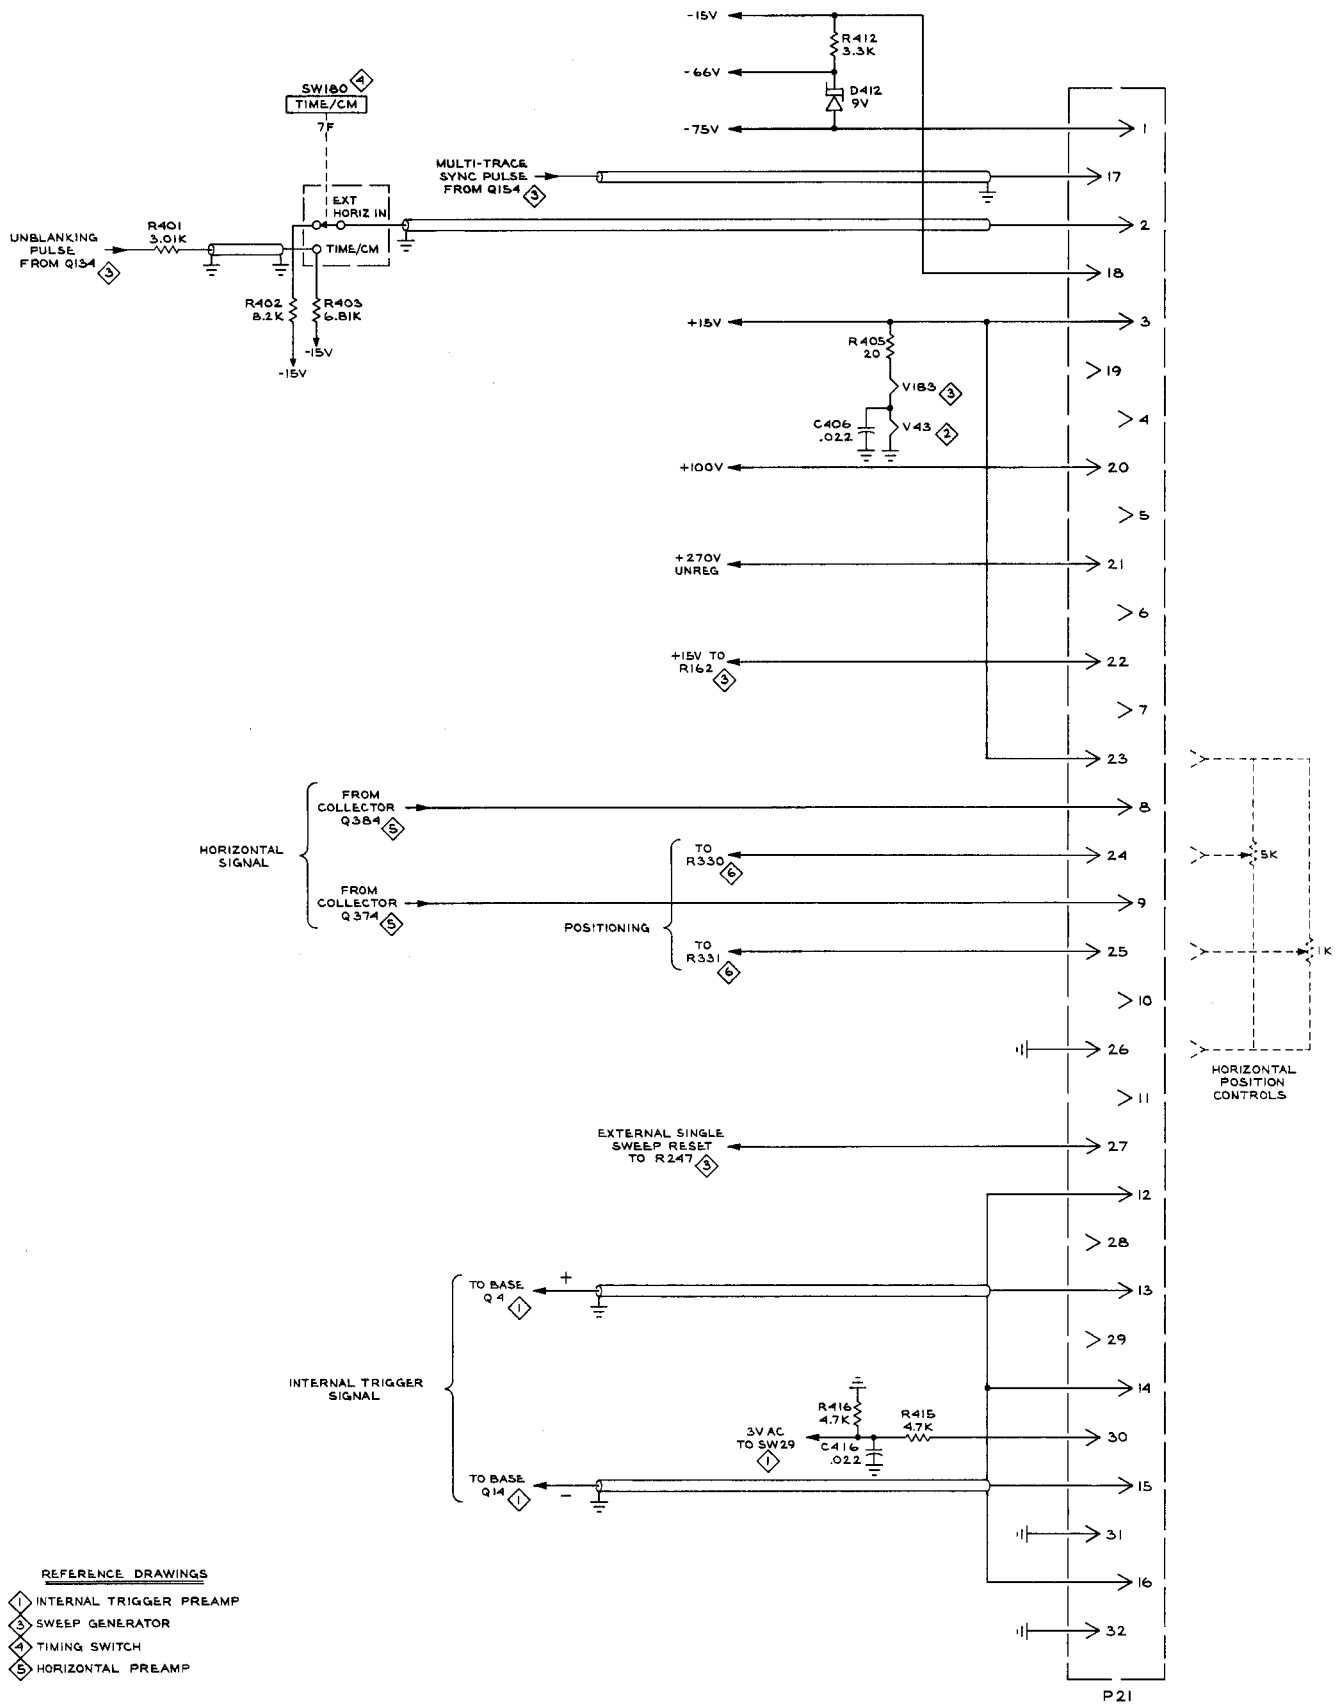 -15V
R412
3.3K
-66V
D412
9V
-75V
1
SW180
4
TIME/CM
7F
MULTI-TRACE
SYNC PULSE
FROM Q154
3
17
EXT
HORIZ IN
2
R401
3.01K
UNBLANKING
PULSE
FROM Q134
3
TIME/CM
18
R402
8.2K
R403
6.81K
-15V
-15V
+15V
3
R405
20
19
V183
3
C406
.022
V43
2
4
+100V
20
5
+270V
UNREG
21
6
+15V TO
R162
3
22
7
23
HORIZONTAL
SIGNAL
FROM
COLLECTOR
Q384
5
8
TO
R330
6
24
5K
FROM
COLLECTOR
Q374
5
9
POSITIONING
TO
R331
6
25
1K
10
26
HORIZONTAL
POSITION
CONTROLS
11
EXTERNAL SINGLE
SWEEP RESET
TO R247
3
27
12
28
TO BASE
Q4
1
+
13
29
INTERNAL TRIGGER
SIGNAL
14
R416
4.7K
R415
4.7K
3V AC
TO SW29
1
C416
.022
30
TO BASE
Q14
1
−
15
31
16
32
P21
REFERENCE DRAWINGS
1 INTERNAL TRIGGER PREAMP
3 SWEEP GENERATOR
4 TIMING SWITCH
5 HORIZONTAL PREAMP